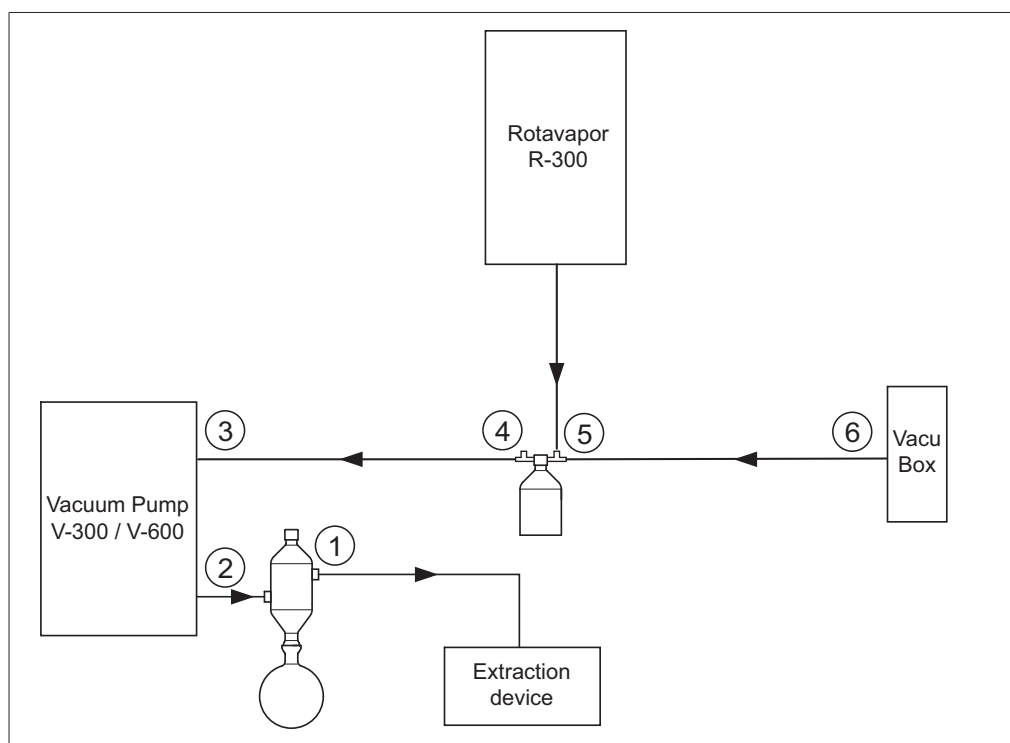 Rotavapor
R-300
3
4
5
6
Vacu
Box
Vacuum Pump
V-300 / V-600
2
1
Extraction
device